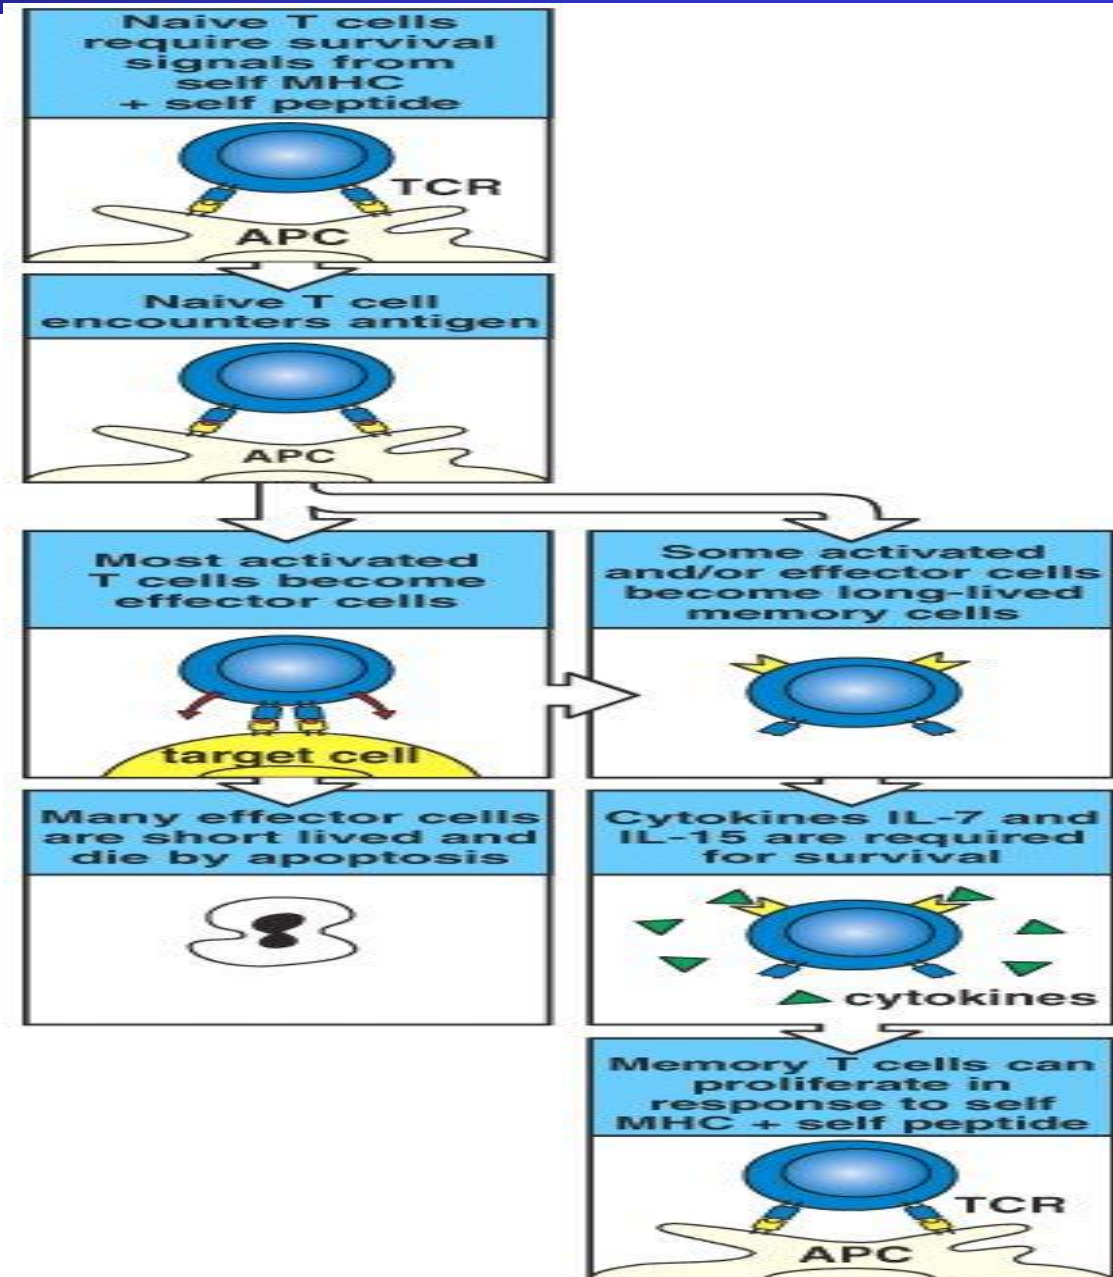 Naive T cells
require survival
signals from
self MHC
+ self peptide
TCR
APC
Naive T cell
encounters antigen
APC
Most activated
T cells become
effector cells
target cell
Some activated
and/or effector cells
become long-lived
memory cells
Many effector cells
are short lived and
die by apoptosis
Cytokines IL-7 and
IL-15 are required
for survival
cytokines
Memory T cells can
proliferate in
response to self
MHC + self peptide
TCR
APC